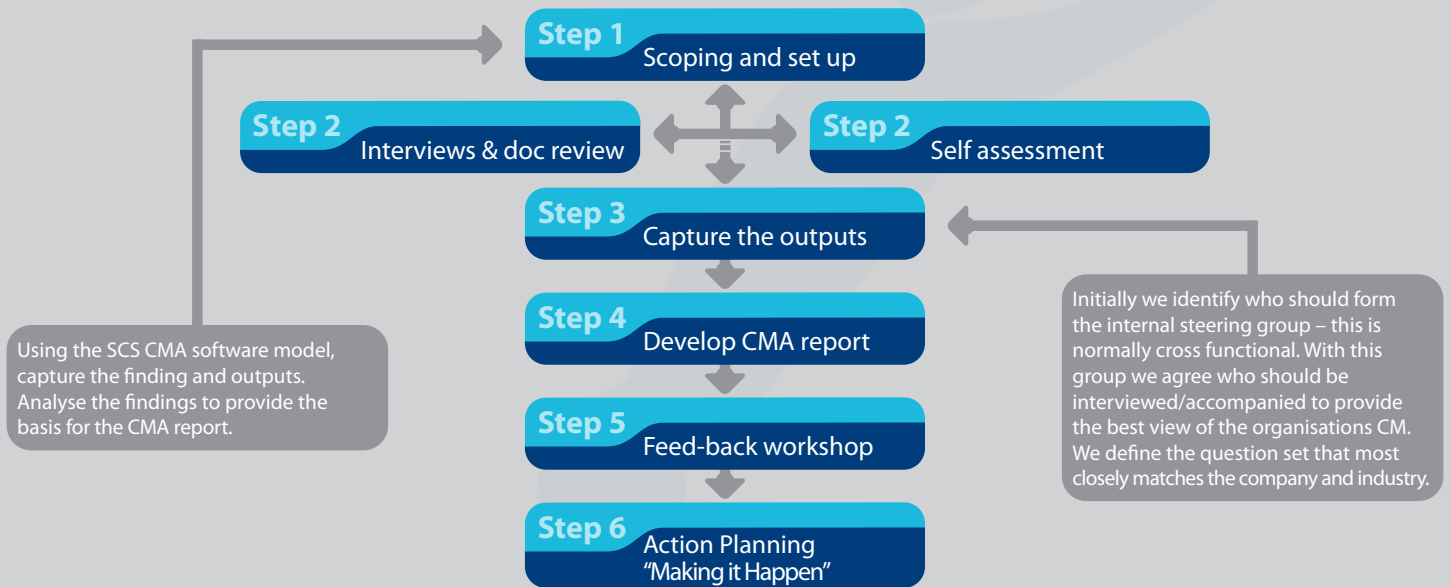 Step 1
Scoping and set up
Step 2
Interviews & doc review
Step 2
Self assessment
Step 3
Capture the outputs
Step 4
Develop CMA report
Step 5
Feed-back workshop
Step 6
Action Planning
“Making it Happen”
Using the SCS CMA software model,
capture the finding and outputs.
Analyse the findings to provide the
basis for the CMA report.
Initially we identify who should form
the internal steering group – this is
normally cross functional. With this
group we agree who should be
interviewed/accompanied to provide
the best view of the organisations CM.
We define the question set that most
closely matches the company and industry.